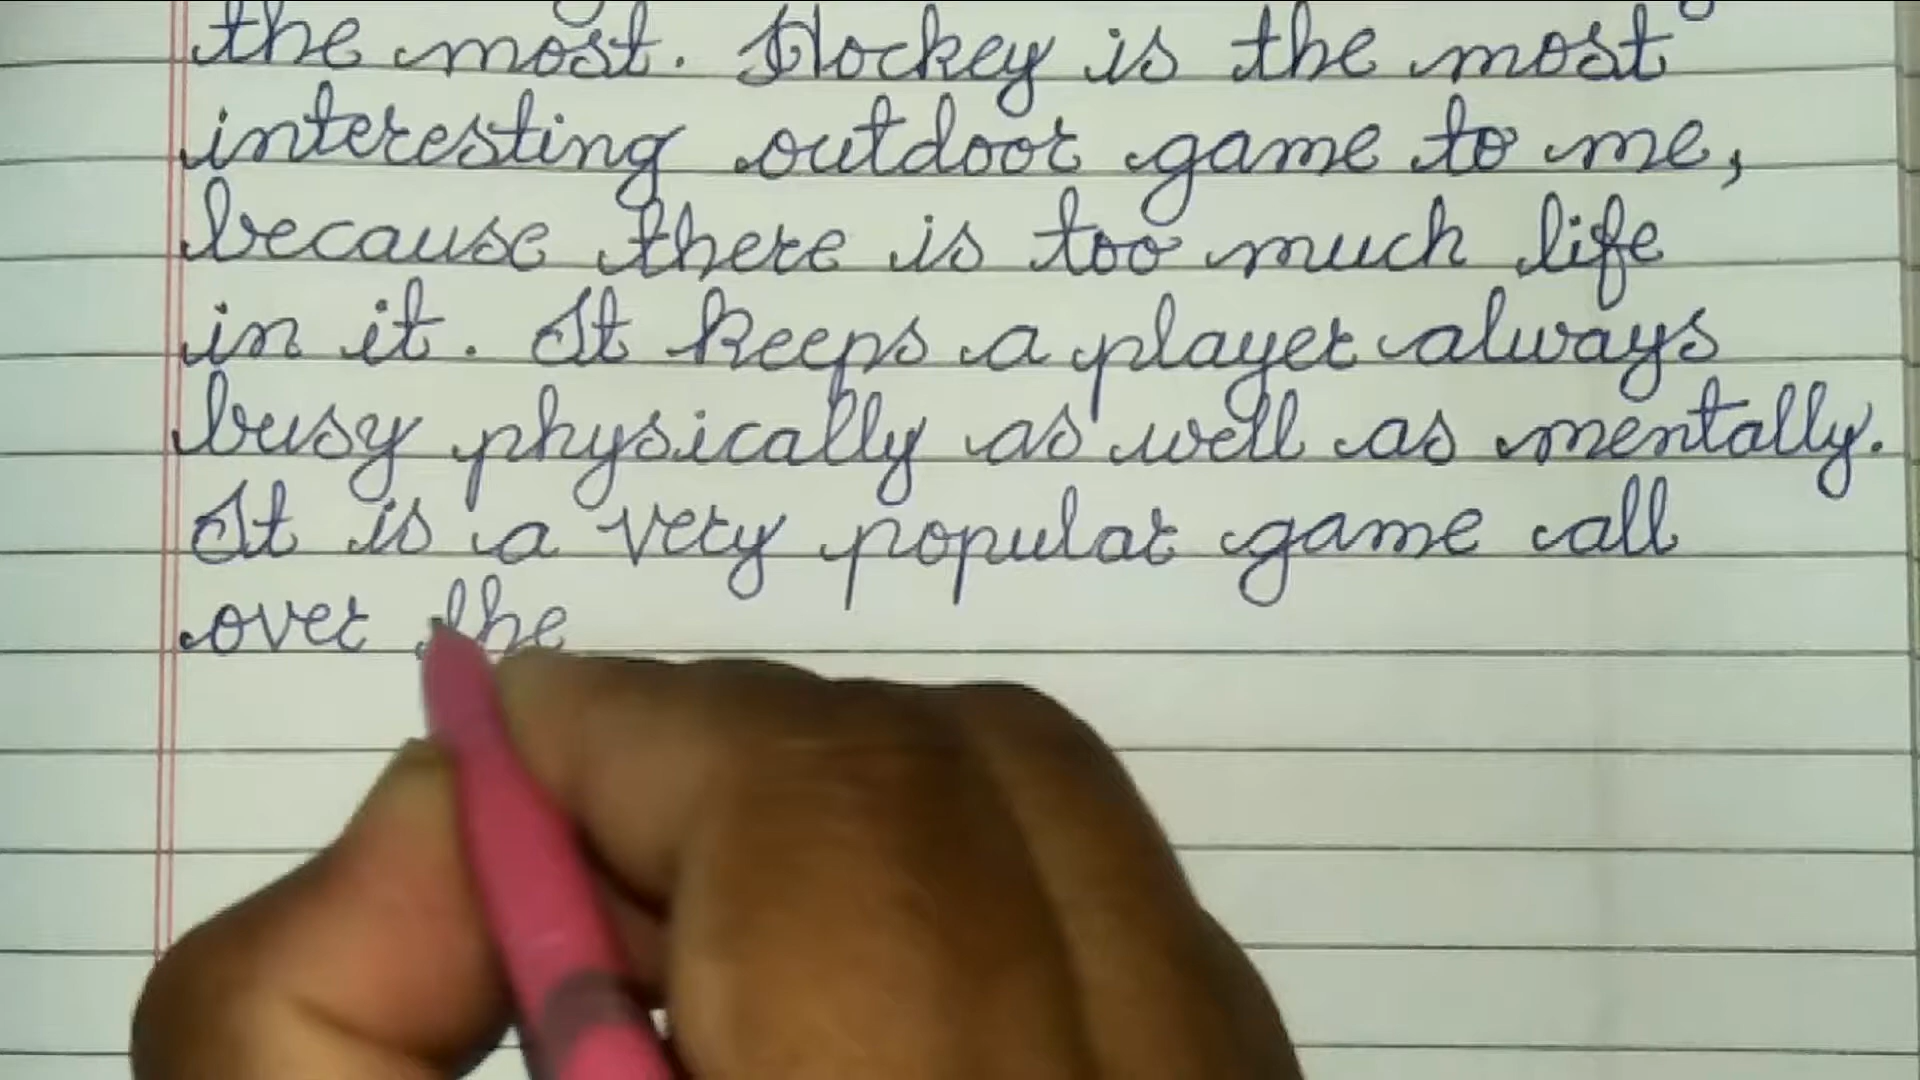 the most. Hockey is the most
interesting outdoor game to me,
because there is too much life
in it. It keeps a player always
busy physically as well as mentally.
It is a very popular game all
over the